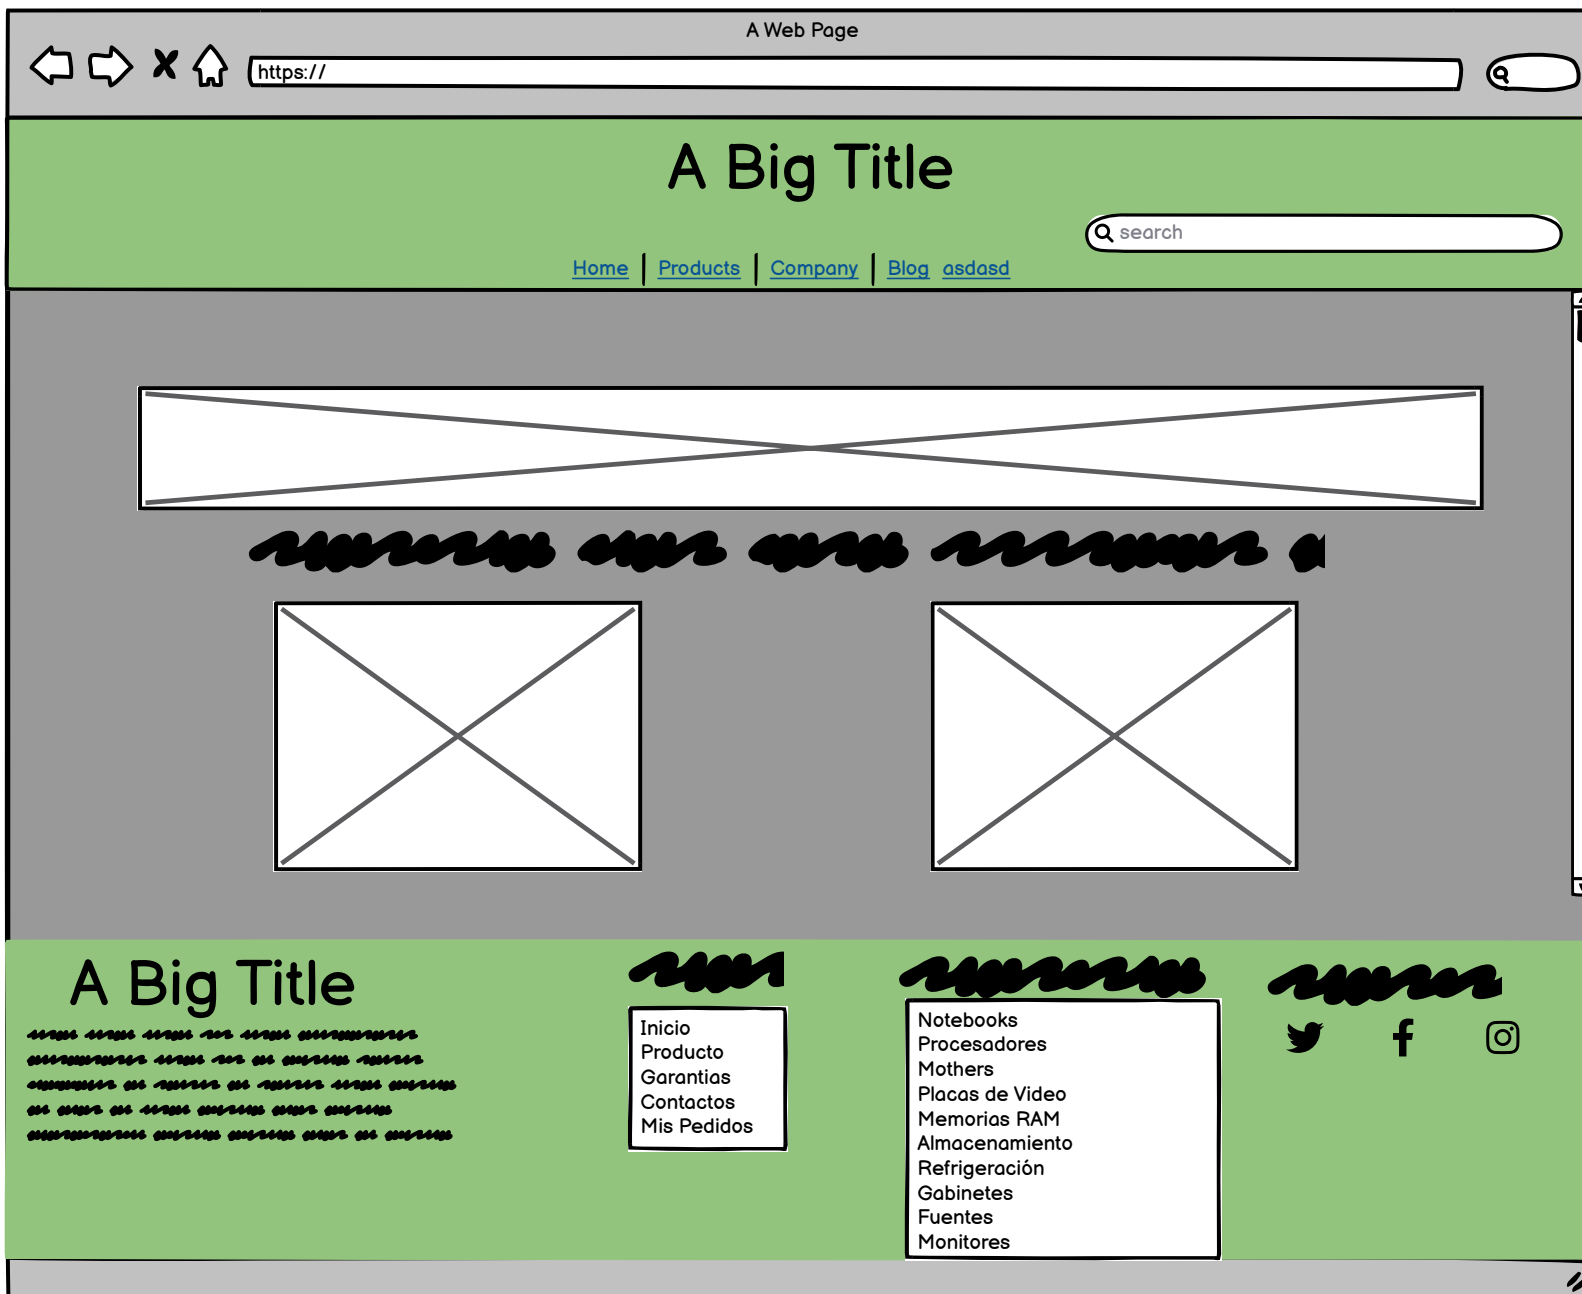 A Web Page
https://
A Big Title
search
Home Products Company Blog asdasd
A Big Title
Inicio
Producto
Garantias
Contactos
Mis Pedidos
Notebooks
Procesadores
Mothers
Placas de Video
Memorias RAM
Almacenamiento
Refrigeración
Gabinetes
Fuentes
Monitores